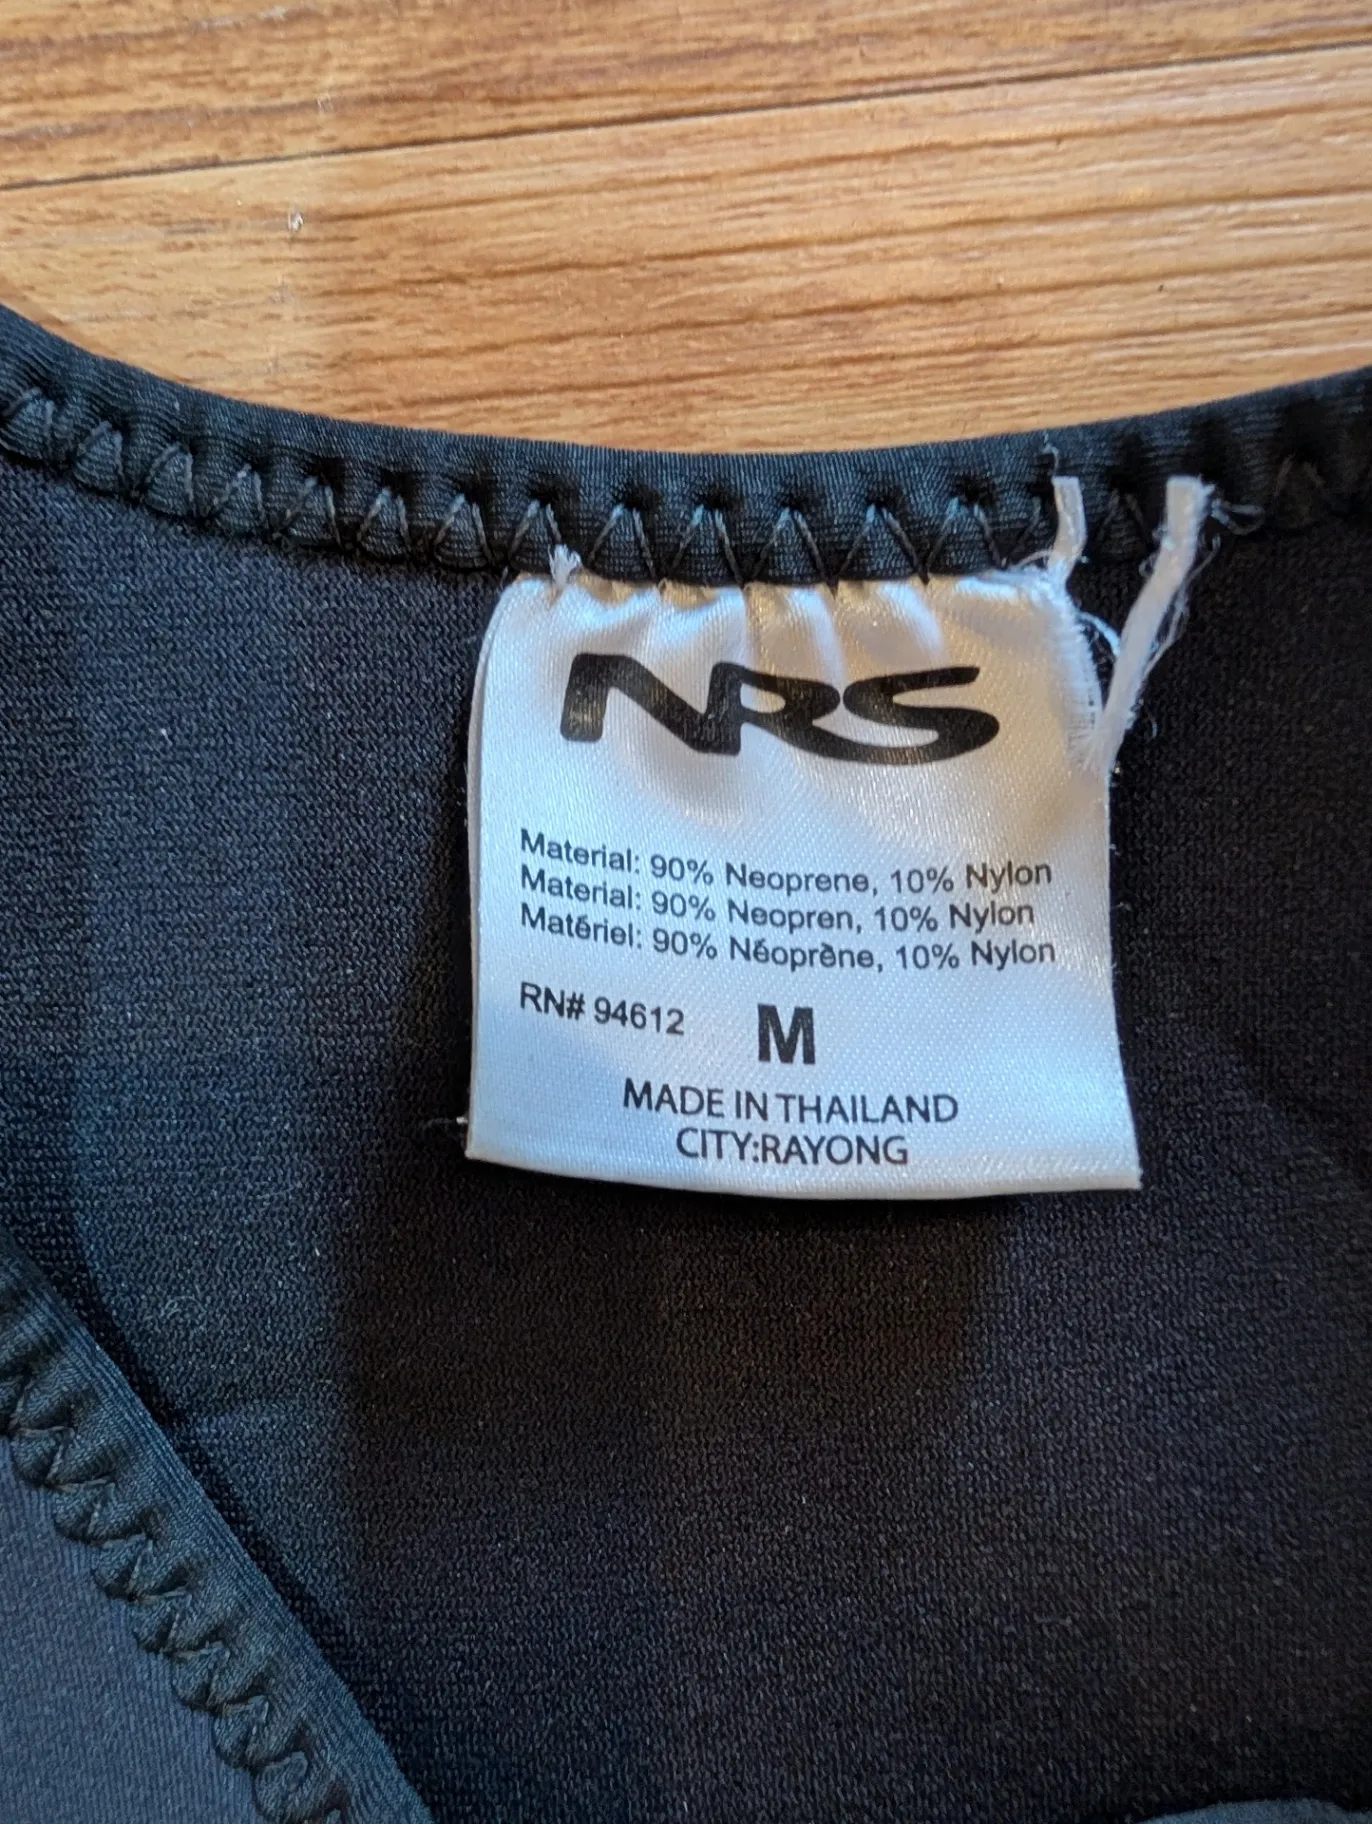 NRS
Material: 90% Neoprene, 10% Nylon
Material: 90% Neopren, 10% Nylon
Matériel: 90% Néoprène, 10% Nylon
RN# 94612 M
MADE IN THAILAND
CITY:RAYONG